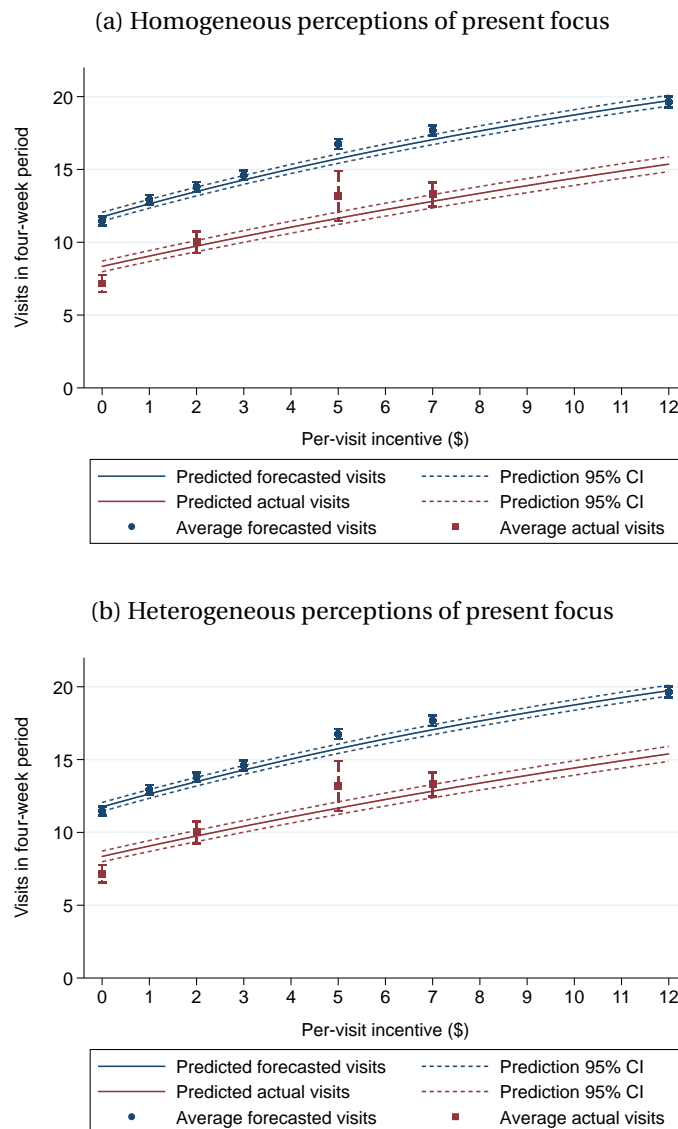 (a) Homogeneous perceptions of present focus
20
15
10
5
0
Visits in four-week period
0 1 2 3 4 5 6 7 8 9 10 11 12
Per-visit incentive ($)
Predicted forecasted visits Prediction 95% CI
Predicted actual visits Prediction 95% CI
Average forecasted visits Average actual visits
(b) Heterogeneous perceptions of present focus
20
15
10
5
0
Visits in four-week period
0 1 2 3 4 5 6 7 8 9 10 11 12
Per-visit incentive ($)
Predicted forecasted visits Prediction 95% CI
Predicted actual visits Prediction 95% CI
Average forecasted visits Average actual visits